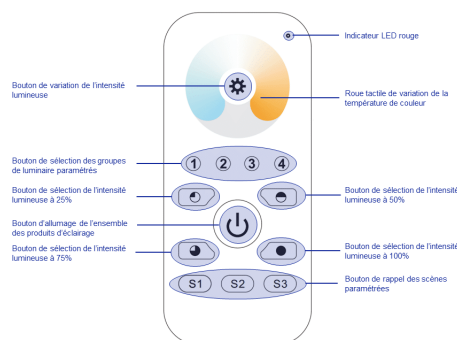 Indicateur LED rouge
Bouton de variation de l'intensité
lumineuse
Roue tactile de variation de la
température de couleur
Bouton de sélection des groupes
de luminaire paramétrés
1 2 3 4
Bouton de sélection de l'intensité
lumineuse à 25%
Bouton de sélection de l'intensité
lumineuse à 50%
Bouton d'allumage de l'ensemble
des produits d'éclairage
Bouton de sélection de l'intensité
lumineuse à 75%
Bouton de sélection de l'intensité
lumineuse à 100%
S1 S2 S3
Bouton de rappel des scènes
paramétrées